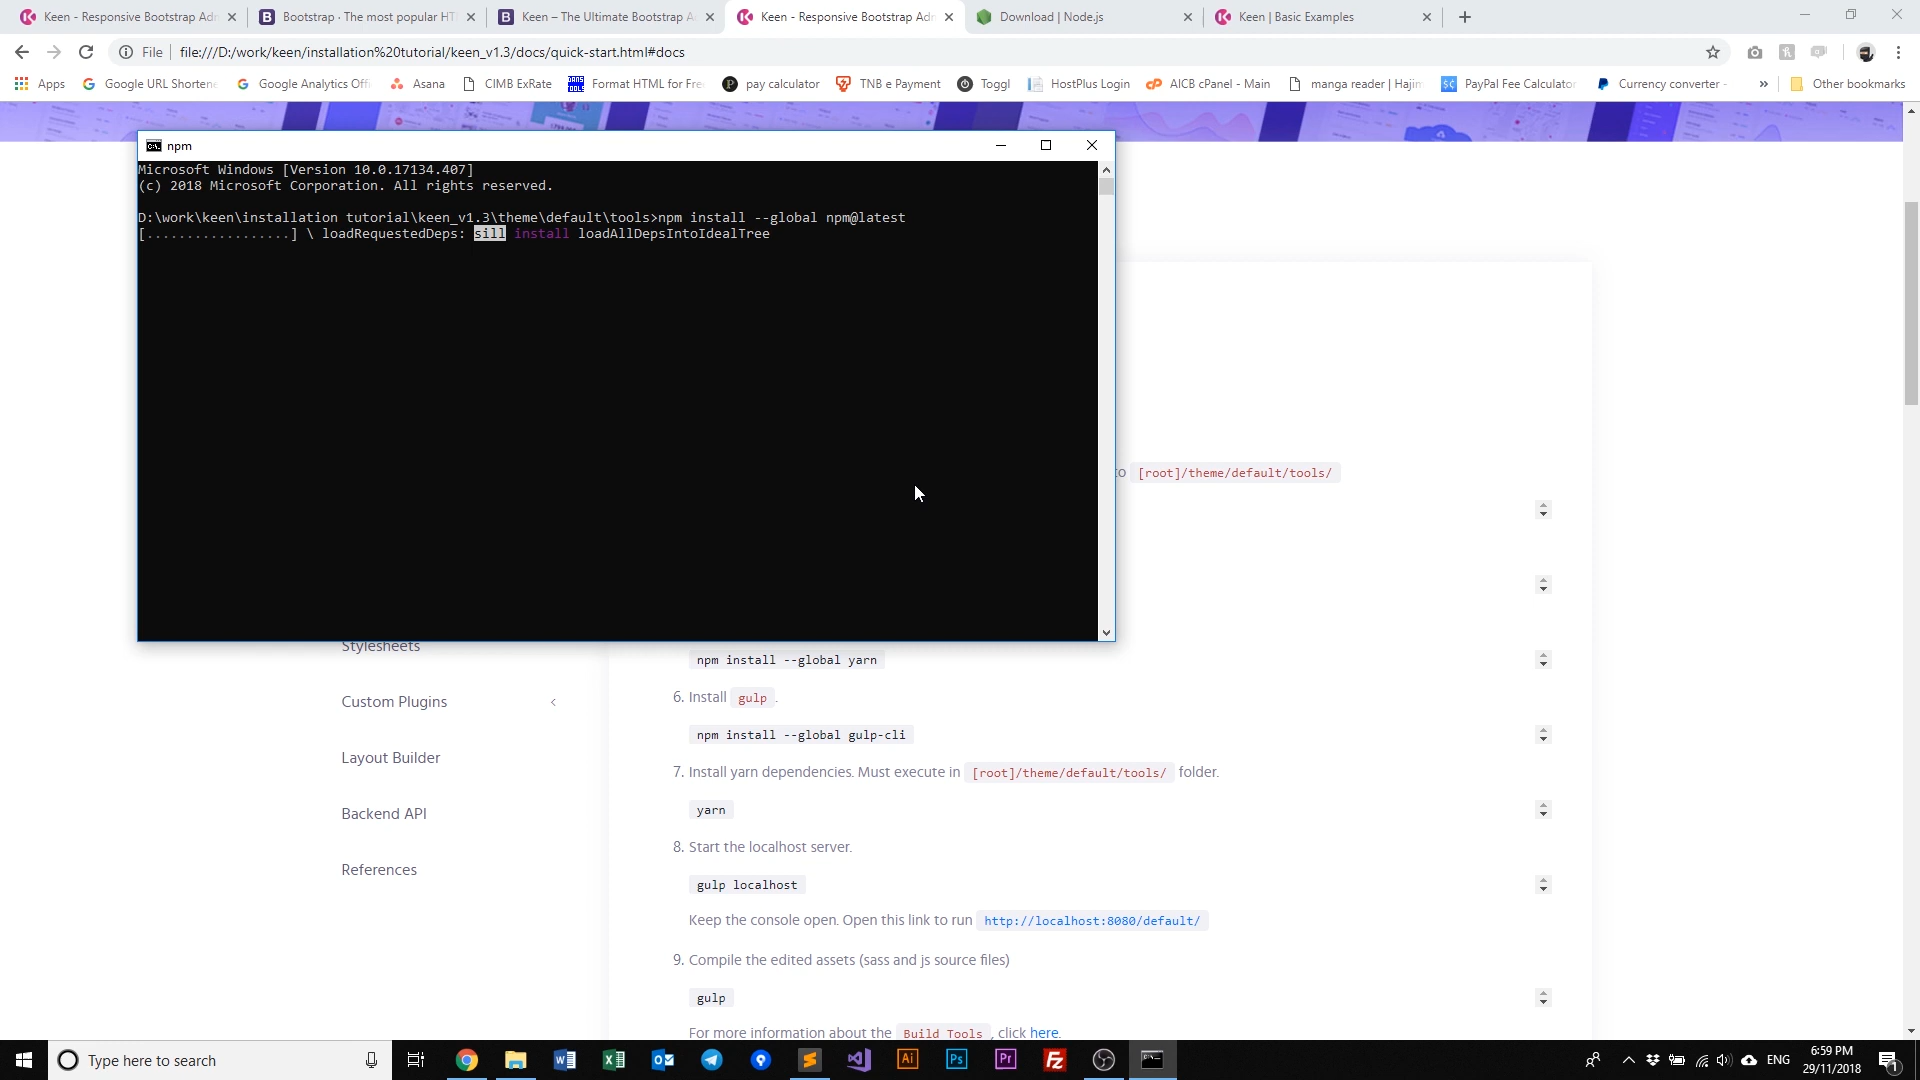 Keen - Responsive Bootstrap Adm
Bootstrap · The most popular HT
Keen – The Ultimate Bootstrap A
Keen - Responsive Bootstrap Adm
Download | Node.js
Keen | Basic Examples
File
file:///D:/work/keen/installation%20tutorial/keen_v1.3/docs/quick-start.html#docs
Apps
Google URL Shortene
Google Analytics Offi
Asana
CIMB ExRate
Format HTML for Fre
pay calculator
TNB e Payment
Toggl
HostPlus Login
AICB cPanel - Main
manga reader | Hajim
PayPal Fee Calculator
Currency converter -
»
Other bookmarks
npm
Microsoft Windows [Version 10.0.17134.407]
(c) 2018 Microsoft Corporation. All rights reserved.
D:\work\keen\installation tutorial\keen_v1.3\theme\default\tools>npm install --global npm@latest
[..................] \ loadRequestedDeps: sill install loadAllDepsIntoIdealTree
to [root]/theme/default/tools/
Stylesheets
Custom Plugins
Layout Builder
Backend API
References
npm install --global yarn
6. Install gulp .
npm install --global gulp-cli
7. Install yarn dependencies. Must execute in [root]/theme/default/tools/ folder.
yarn
8. Start the localhost server.
gulp localhost
Keep the console open. Open this link to run http://localhost:8080/default/
9. Compile the edited assets (sass and js source files)
gulp
For more information about the Build Tools , click here.
Type here to search
ENG
6:59 PM
29/11/2018
1